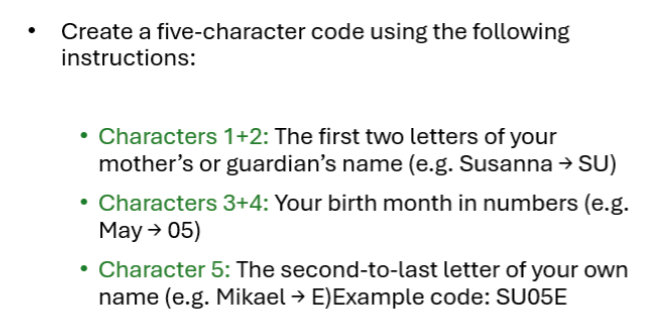 • Create a five-character code using the following
instructions:
• Characters 1+2: The first two letters of your
mother’s or guardian’s name (e.g. Susanna → SU)
• Characters 3+4: Your birth month in numbers (e.g.
May → 05)
• Character 5: The second-to-last letter of your own
name (e.g. Mikael → E)Example code: SU05E